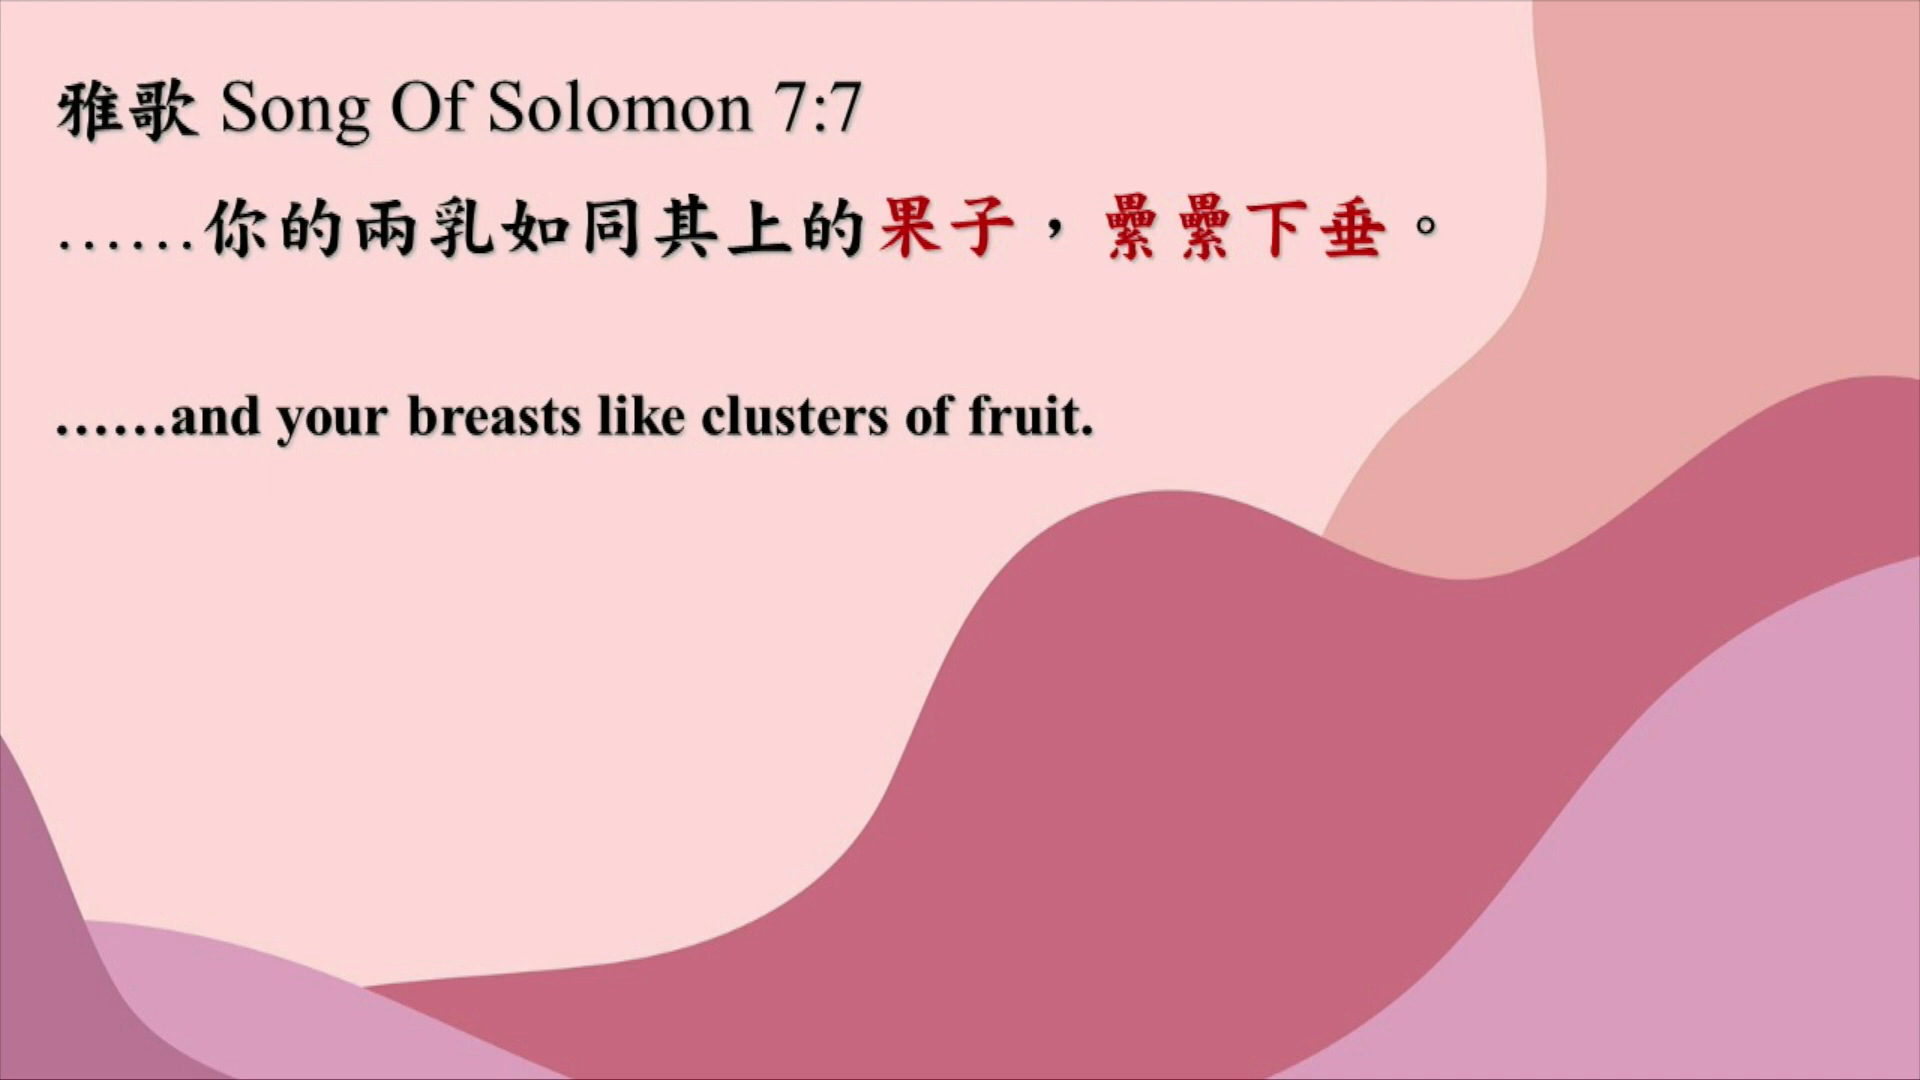 雅歌 Song Of Solomon 7:7
……你的兩乳如同其上的果子，纍纍下垂。
……and your breasts like clusters of fruit.